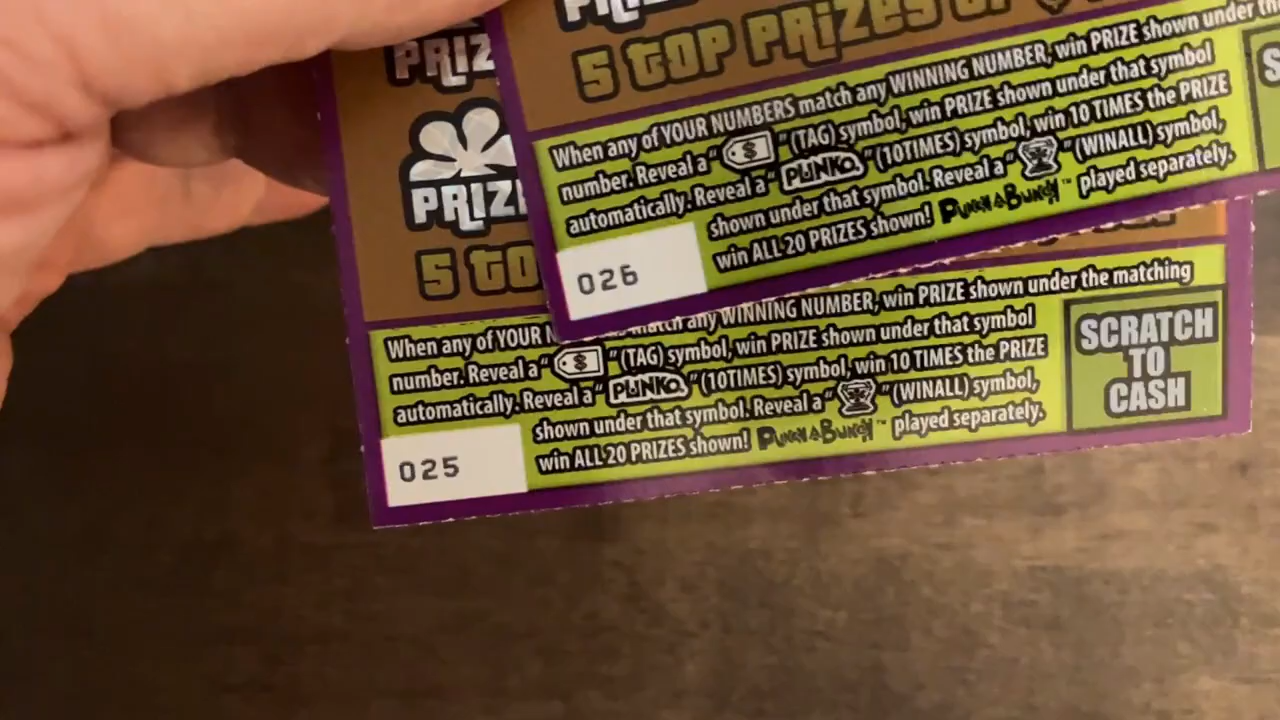 PRIZ
5 TOP PRIZES OF $
When any of YOUR NUMBERS match any WINNING NUMBER, win PRIZE shown under the
number. Reveal a "$" (TAG) symbol, win PRIZE shown under that symbol
automatically. Reveal a "PLINKO" (10TIMES) symbol, win 10 TIMES the PRIZE
shown under that symbol. Reveal a " " (WINALL) symbol,
win ALL 20 PRIZES shown! PUNCH A BUNCH™ played separately.
026
PRIZ
5 TO
When any of YOUR N match any WINNING NUMBER, win PRIZE shown under the matching
number. Reveal a "$" (TAG) symbol, win PRIZE shown under that symbol
automatically. Reveal a "PLINKO" (10TIMES) symbol, win 10 TIMES the PRIZE
shown under that symbol. Reveal a " " (WINALL) symbol,
win ALL 20 PRIZES shown! PUNCH A BUNCH™ played separately.
025
SCRATCH
TO
CASH